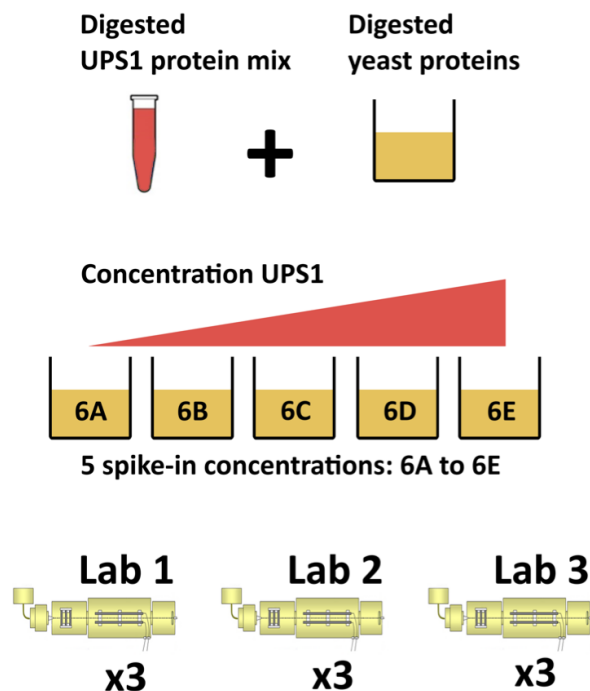 Digested
UPS1 protein mix
Digested
yeast proteins
Concentration UPS1
6A 6B 6C 6D 6E
5 spike-in concentrations: 6A to 6E
Lab 1 Lab 2 Lab 3
x3 x3 x3